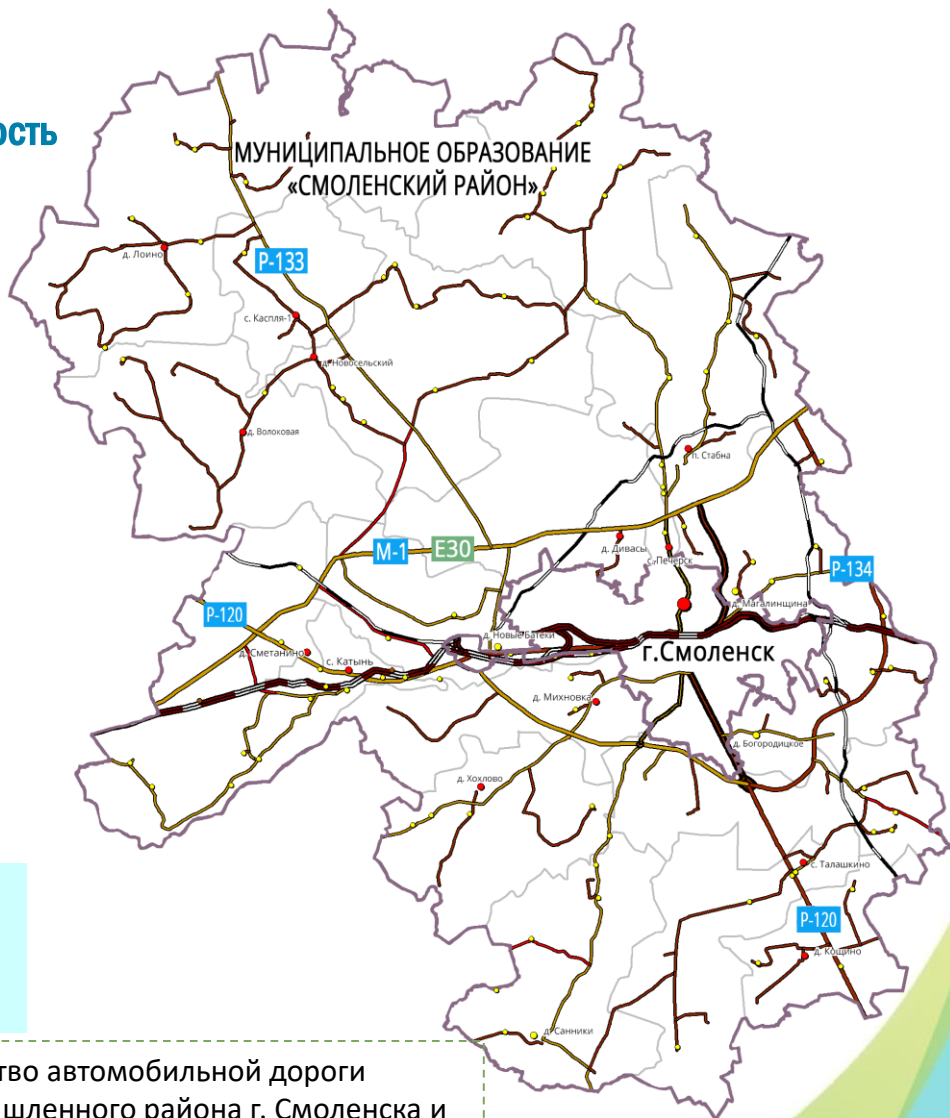 ость
МУНИЦИПАЛЬНОЕ ОБРАЗОВАНИЕ
«СМОЛЕНСКИЙ РАЙОН»
д. Лоино
Р-133
с. Каспля-1
д. Новосельский
д. Волоковая
п. Стабна
М-1 Е30
д. Дивасы
с. Печерск
Р-134
д. Магалинщина
Р-120
д. Новые Батеки
д. Сметанино
с. Катынь
г.Смоленск
д. Михновка
д. Богородицкое
д. Хохлово
с. Талашкино
Р-120
д. Кощино
д. Санники
тво автомобильной дороги
шленного района г. Смоленска и